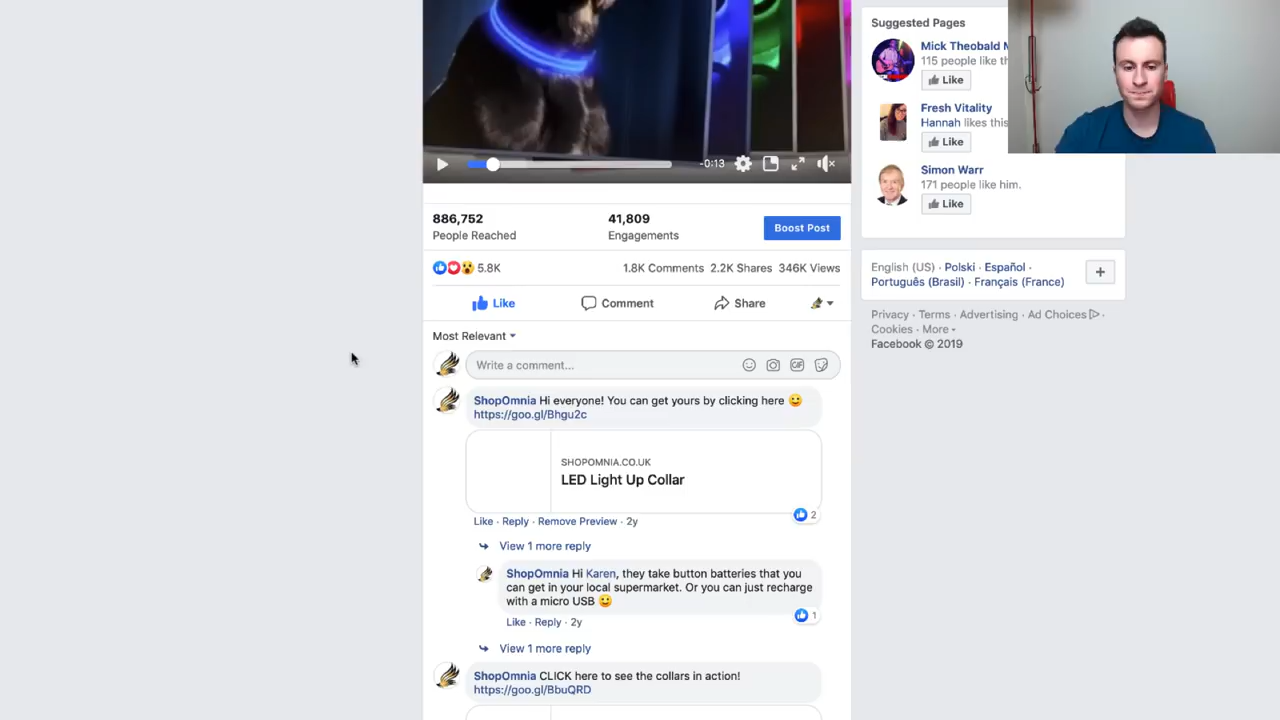 -0:13
886,752
People Reached
41,809
Engagements
Boost Post
5.8K
1.8K Comments 2.2K Shares 346K Views
Like
Comment
Share
Most Relevant
Write a comment...
GIF
ShopOmnia Hi everyone! You can get yours by clicking here
https://goo.gl/Bhgu2c
SHOPOMNIA.CO.UK
LED Light Up Collar
2
Like · Reply · Remove Preview · 2y
View 1 more reply
ShopOmnia Hi Karen, they take button batteries that you
can get in your local supermarket. Or you can just recharge
with a micro USB
1
Like · Reply · 2y
View 1 more reply
ShopOmnia CLICK here to see the collars in action!
https://goo.gl/BbuQRD
Suggested Pages
Mick Theobald
115 people like
Like
Fresh Vitality
Hannah likes this
Like
Simon Warr
171 people like him.
Like
English (US) · Polski · Español ·
Português (Brasil) · Français (France)
Privacy · Terms · Advertising · Ad Choices ·
Cookies · More
Facebook © 2019